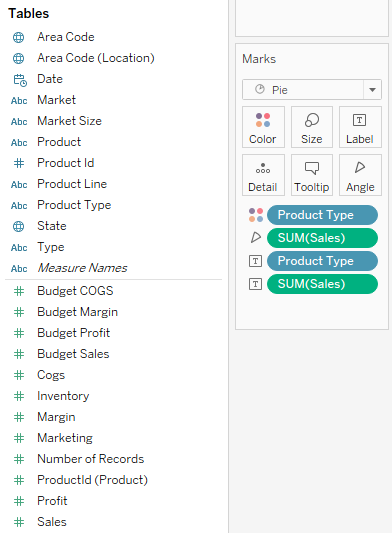 Tables
Area Code
Area Code (Location)
Date
Abc Market
Abc Market Size
Abc Product
# Product Id
Abc Product Line
Abc Product Type
State
Abc Type
Abc Measure Names
# Budget COGS
# Budget Margin
# Budget Profit
# Budget Sales
# Cogs
# Inventory
# Margin
# Marketing
# Number of Records
# ProductId (Product)
# Profit
# Sales
Marks
Pie
Color Size T Label
Detail Tooltip Angle
Product Type
SUM(Sales)
T Product Type
T SUM(Sales)